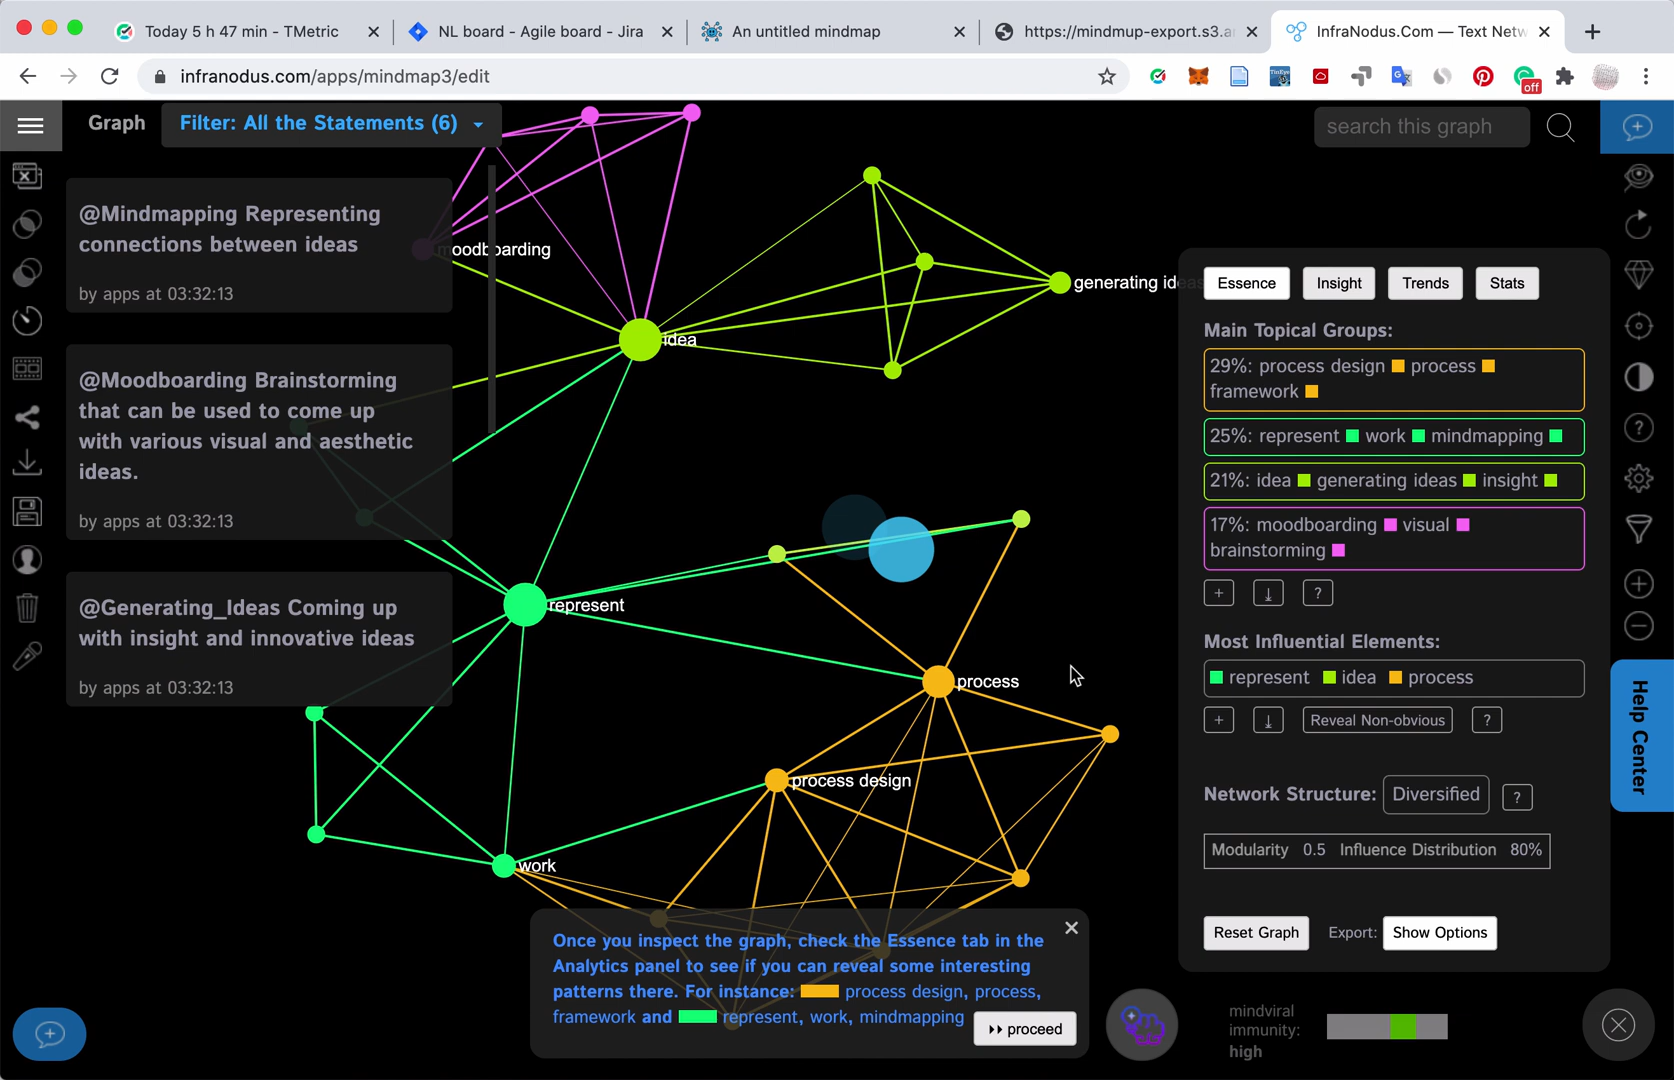 Today 5 h 47 min - TMetric
NL board - Agile board - Jira
An untitled mindmap
https://mindmup-export.s3.a
InfraNodus.Com — Text Netw
infranodus.com/apps/mindmap3/edit
off
Graph
Filter: All the Statements (6)
search this graph
@Mindmapping Representing
connections between ideas
by apps at 03:32:13
@Moodboarding Brainstorming
that can be used to come up
with various visual and aesthetic
ideas.
by apps at 03:32:13
@Generating_Ideas Coming up
with insight and innovative ideas
by apps at 03:32:13
moodboarding
idea
generating ideas
represent
process
process design
work
Essence
Insight
Trends
Stats
Main Topical Groups:
29%: process design process
framework
25%: represent work mindmapping
21%: idea generating ideas insight
17%: moodboarding visual
brainstorming
+ ↓ ?
Most Influential Elements:
represent idea process
+ ↓ Reveal Non-obvious ?
Network Structure: Diversified ?
Modularity 0.5 Influence Distribution 80%
Reset Graph Export: Show Options
Help Center
Once you inspect the graph, check the Essence tab in the
Analytics panel to see if you can reveal some interesting
patterns there. For instance: process design, process,
framework and represent, work, mindmapping
proceed
mindviral
immunity:
high